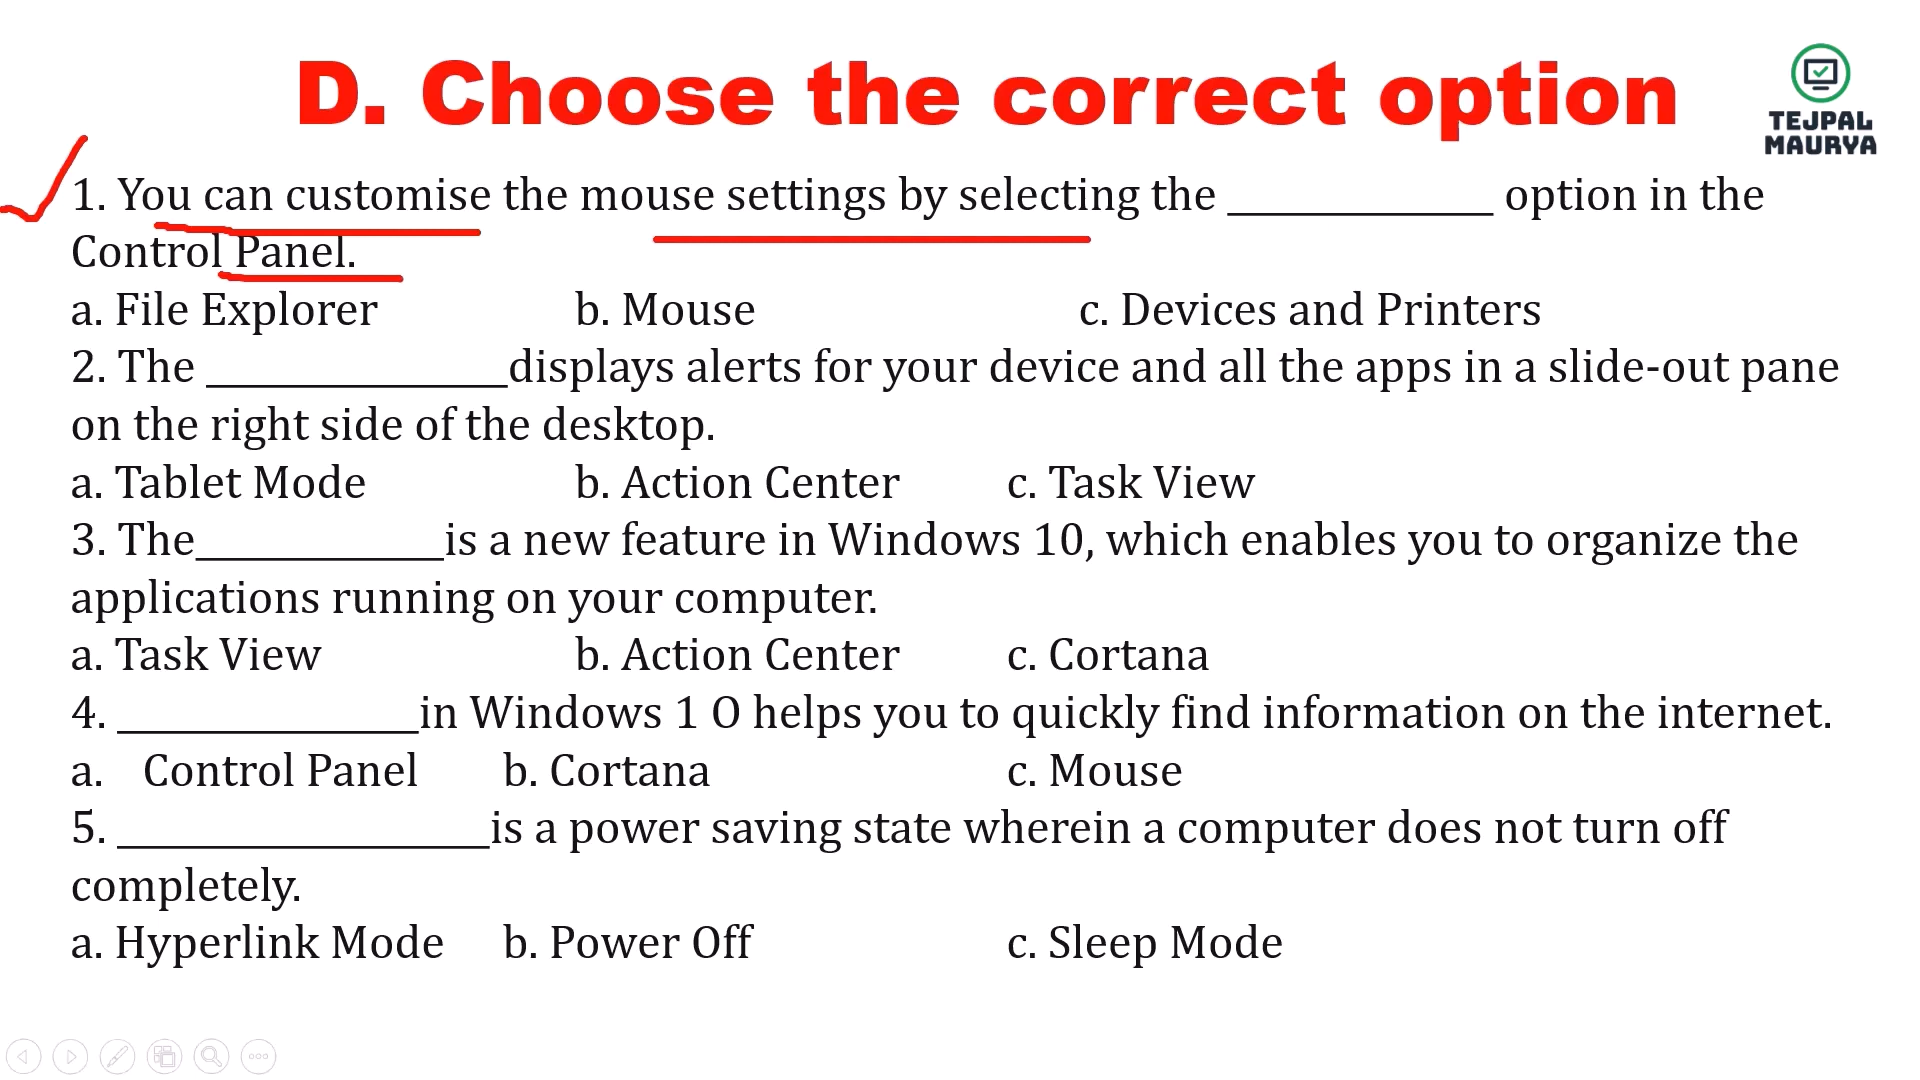 D. Choose the correct option
TEJPAL
MAURYA
1. You can customise the mouse settings by selecting the _____________ option in the
Control Panel.
a. File Explorer b. Mouse c. Devices and Printers
2. The ______________displays alerts for your device and all the apps in a slide-out pane
on the right side of the desktop.
a. Tablet Mode b. Action Center c. Task View
3. The____________is a new feature in Windows 10, which enables you to organize the
applications running on your computer.
a. Task View b. Action Center c. Cortana
4. ______________in Windows 1 O helps you to quickly find information on the internet.
a. Control Panel b. Cortana c. Mouse
5. __________________is a power saving state wherein a computer does not turn off
completely.
a. Hyperlink Mode b. Power Off c. Sleep Mode